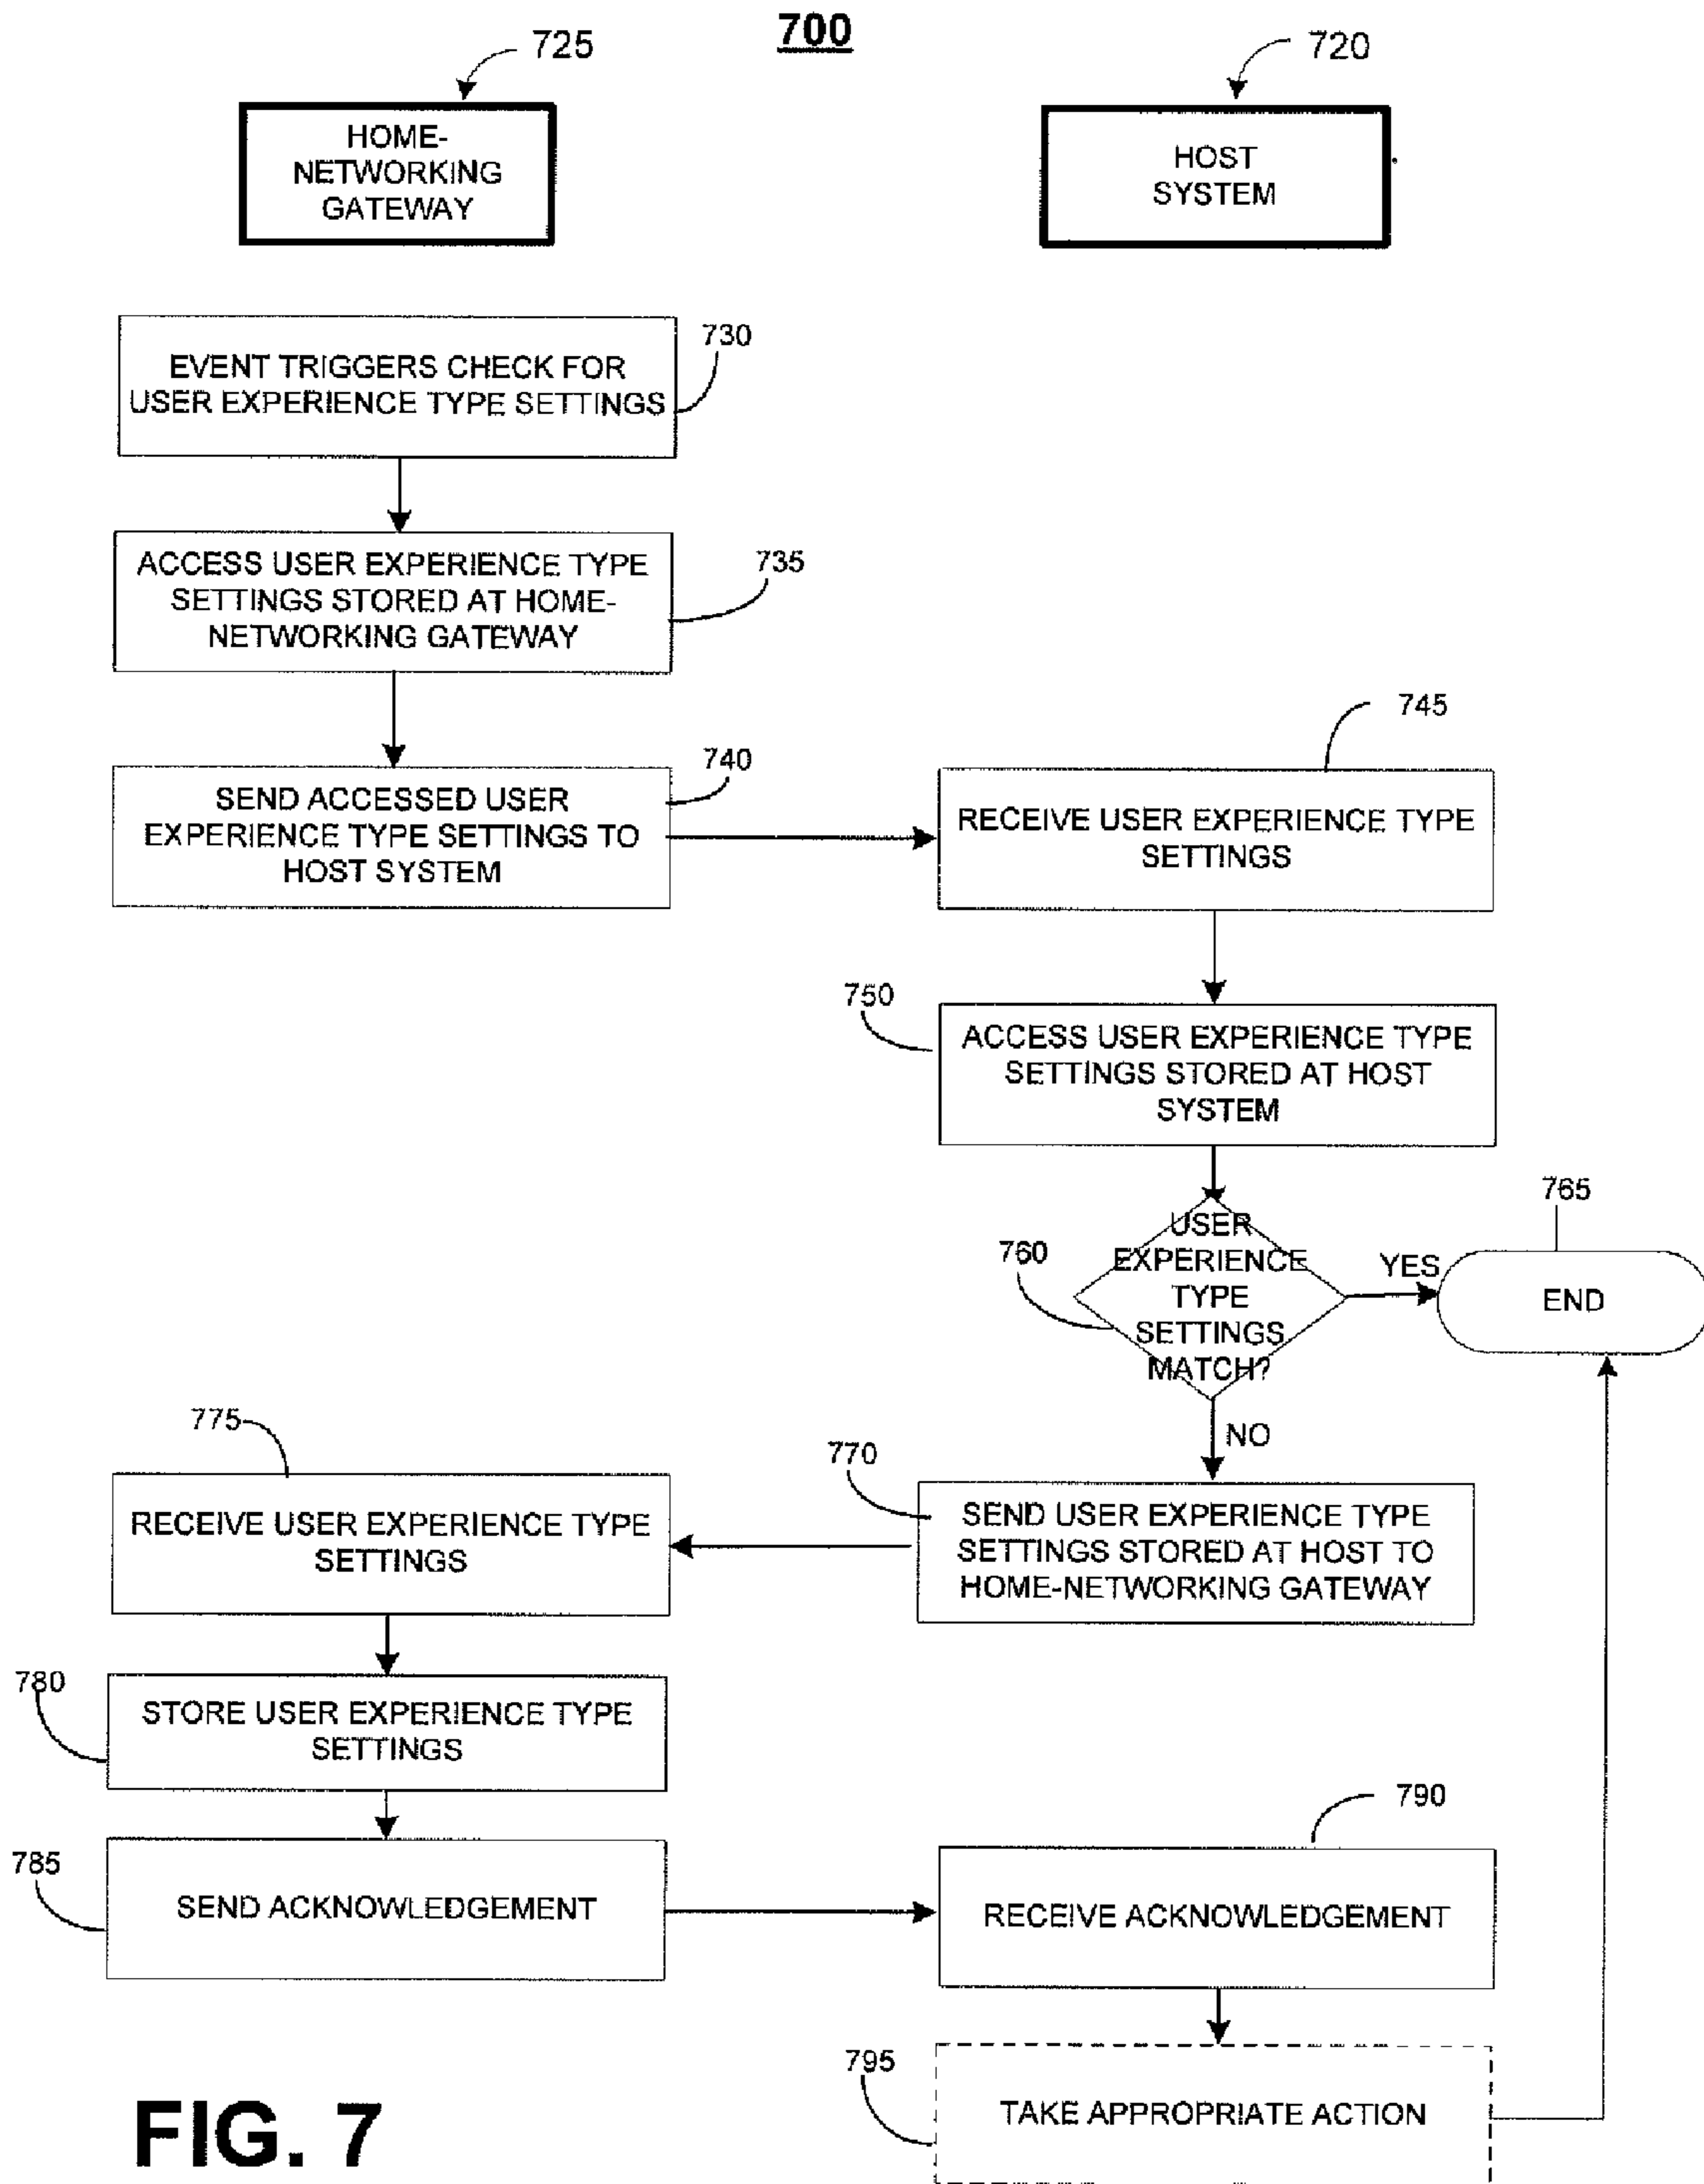 700
725
720
HOME-
NETWORKING
GATEWAY
HOST
SYSTEM
730
EVENT TRIGGERS CHECK FOR
USER EXPERIENCE TYPE SETTINGS
735
ACCESS USER EXPERIENCE TYPE
SETTINGS STORED AT HOME-
NETWORKING GATEWAY
745
740
SEND ACCESSED USER
EXPERIENCE TYPE SETTINGS TO
HOST SYSTEM
RECEIVE USER EXPERIENCE TYPE
SETTINGS
750
ACCESS USER EXPERIENCE TYPE
SETTINGS STORED AT HOST
SYSTEM
765
760
USER
EXPERIENCE
TYPE
SETTINGS
MATCH?
YES
END
NO
775
770
RECEIVE USER EXPERIENCE TYPE
SETTINGS
SEND USER EXPERIENCE TYPE
SETTINGS STORED AT HOST TO
HOME-NETWORKING GATEWAY
780
STORE USER EXPERIENCE TYPE
SETTINGS
790
785
SEND ACKNOWLEDGEMENT
RECEIVE ACKNOWLEDGEMENT
795
TAKE APPROPRIATE ACTION
FIG. 7